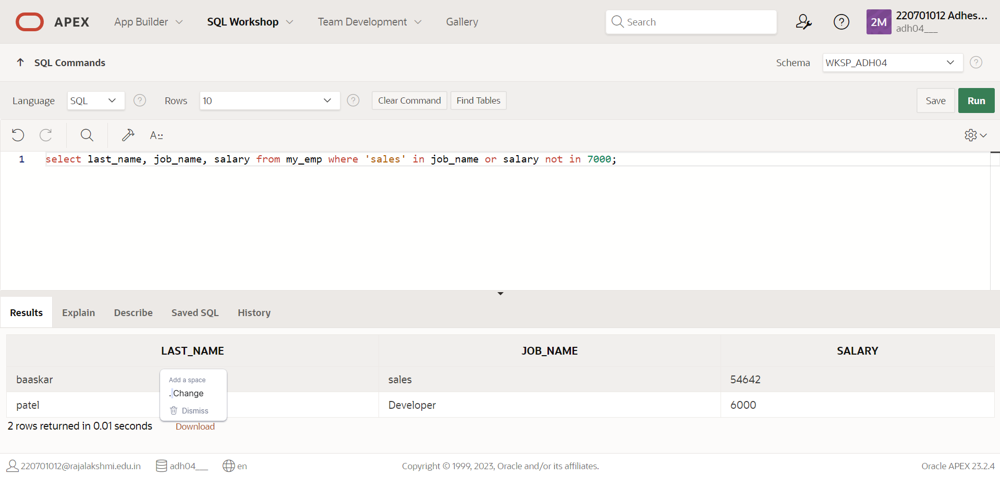 APEX App Builder SQL Workshop Team Development Gallery Search 2M 220701012 Adhes...
adh04___
SQL Commands Schema WKSP_ADH04
Language SQL Rows 10 Clear Command Find Tables Save Run
A::
1 select last_name, job_name, salary from my_emp where 'sales' in job_name or salary not in 7000;
Results Explain Describe Saved SQL History
LAST_NAME JOB_NAME SALARY
baaskar sales 54642
patel Developer 6000
Add a space
. Change
Dismiss
2 rows returned in 0.01 seconds Download
220701012@rajalakshmi.edu.in adh04___ en Copyright © 1999, 2023, Oracle and/or its affiliates. Oracle APEX 23.2.4